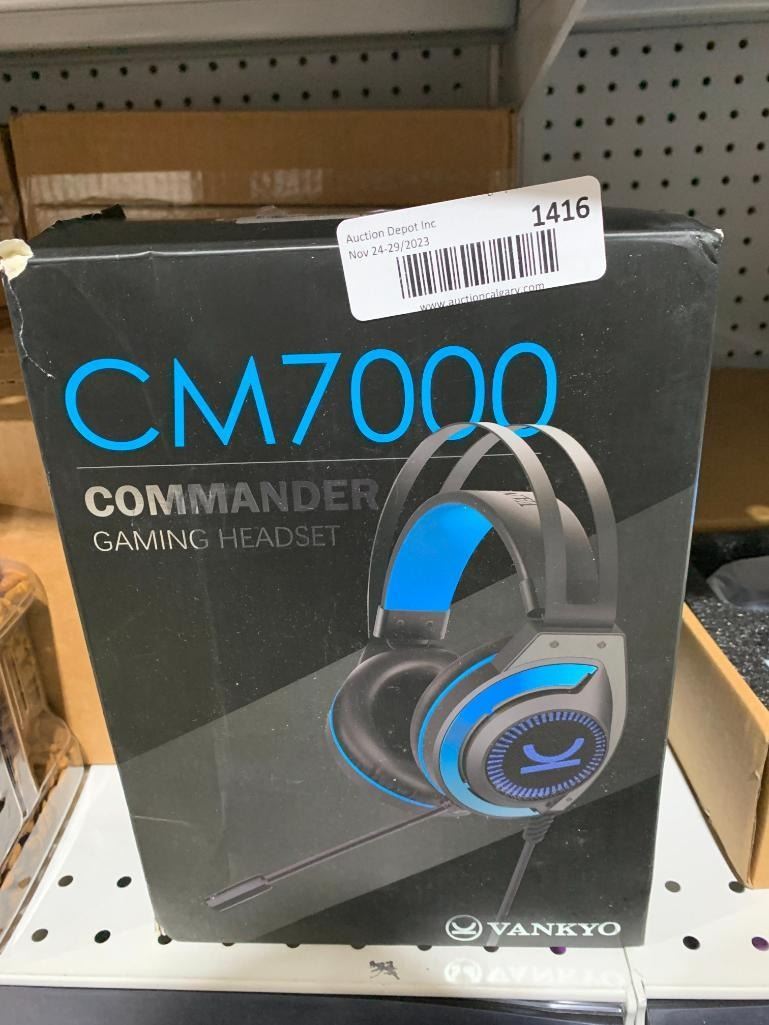 Auction Depot Inc
1416
Nov 24-29/2023
www.auctioncalgary.com
CM7000
COMMANDER
GAMING HEADSET
VANKYO